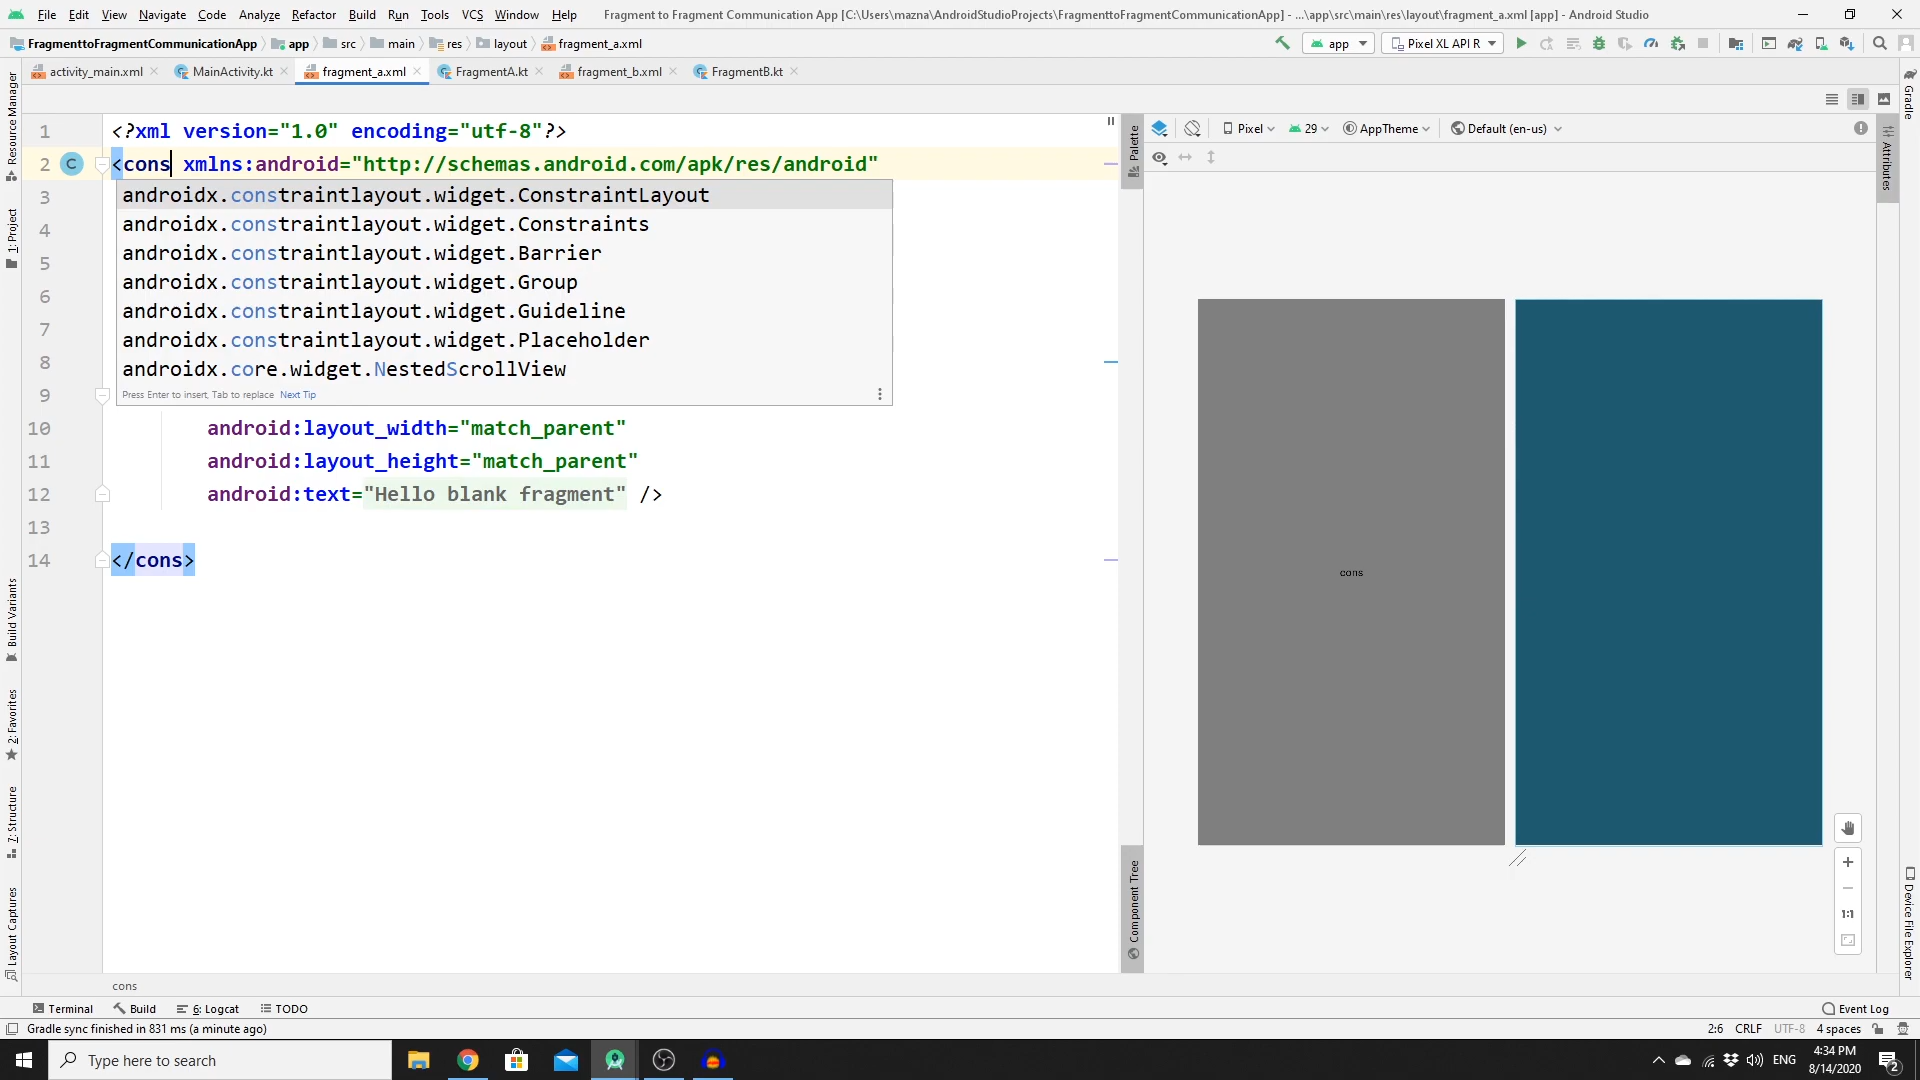 File Edit View Navigate Code Analyze Refactor Build Run Tools VCS Window Help Fragment to Fragment Communication App [C:\Users\mazna\AndroidStudioProjects\FragmenttoFragmentCommunicationApp] - ...\app\src\main\res\layout\fragment_a.xml [app] - Android Studio
FragmenttoFragmentCommunicationApp app src main res layout fragment_a.xml app Pixel XL API R
activity_main.xml MainActivity.kt fragment_a.xml FragmentA.kt fragment_b.xml FragmentB.kt
Resource Manager
1: Project
Build Variants
2: Favorites
7: Structure
Layout Captures
1 <?xml version="1.0" encoding="utf-8"?>
2 C <cons xmlns:android="http://schemas.android.com/apk/res/android"
3 androidx.constraintlayout.widget.ConstraintLayout
4 androidx.constraintlayout.widget.Constraints
5 androidx.constraintlayout.widget.Barrier
6 androidx.constraintlayout.widget.Group
7 androidx.constraintlayout.widget.Guideline
8 androidx.constraintlayout.widget.Placeholder
androidx.core.widget.NestedScrollView
9 Press Enter to insert, Tab to replace Next Tip
10 android:layout_width="match_parent"
11 android:layout_height="match_parent"
12 android:text="Hello blank fragment" />
13
14 </cons>
Palette
Component Tree
Pixel 29 AppTheme Default (en-us)
cons
1:1
Gradle
Attributes
Device File Explorer
cons
Terminal Build 6: Logcat TODO Event Log
Gradle sync finished in 831 ms (a minute ago) 2:6 CRLF UTF-8 4 spaces
Type here to search ENG 4:34 PM
8/14/2020 2